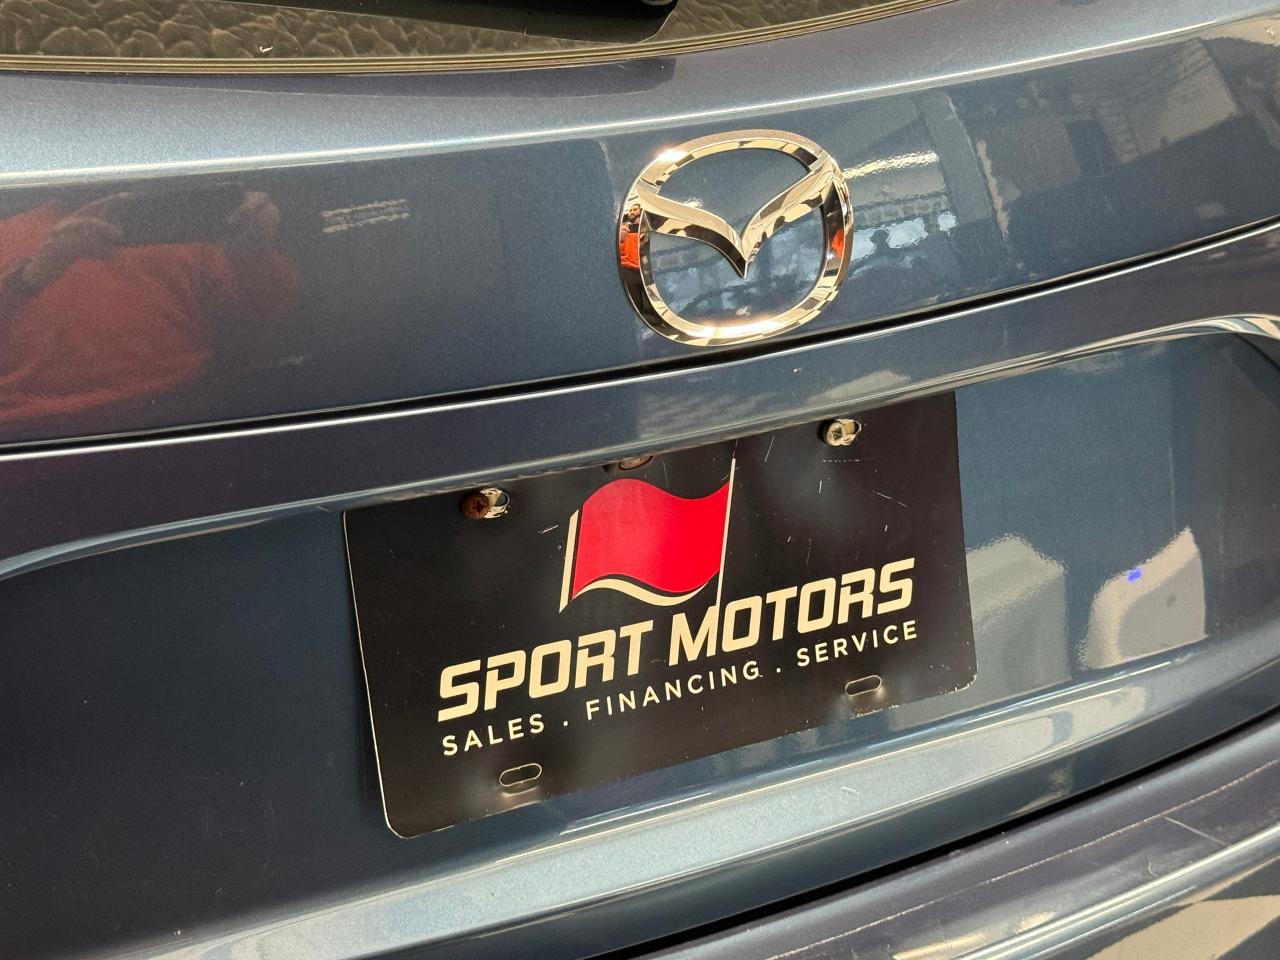 SPORT MOTORS
SALES . FINANCING . SERVICE